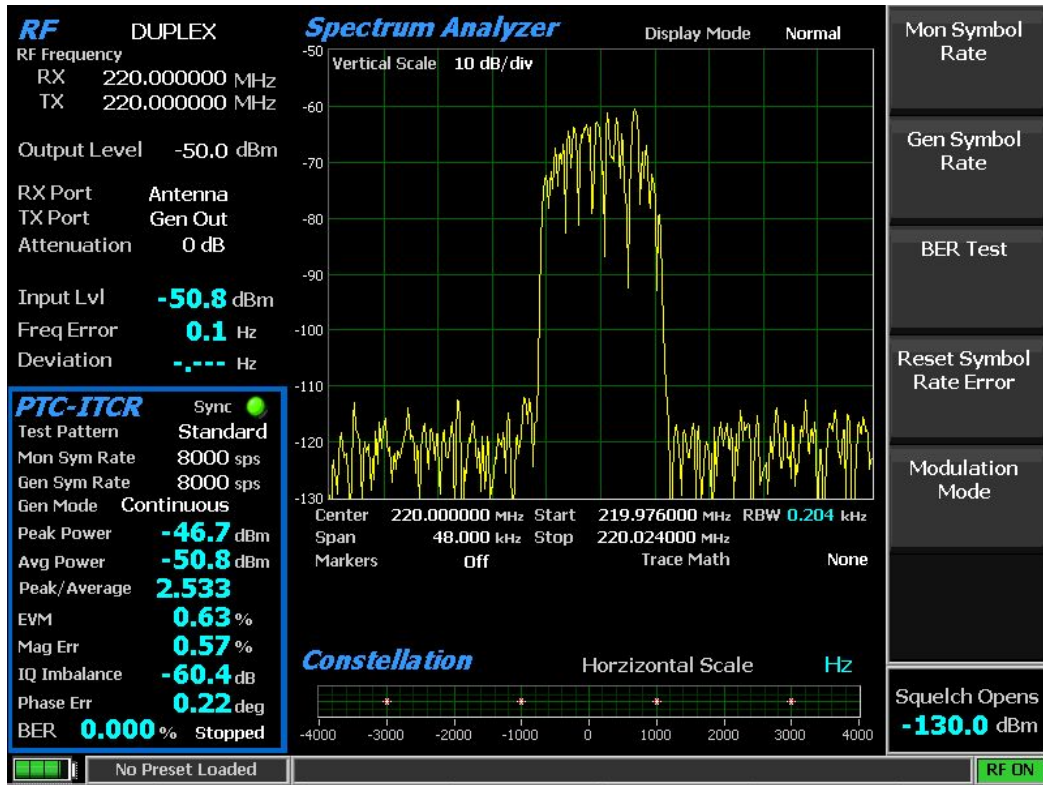 RF DUPLEX
RF Frequency
RX 220.000000 MHz
TX 220.000000 MHz
Output Level -50.0 dBm
RX Port Antenna
TX Port Gen Out
Attenuation 0 dB
Input Lvl -50.8 dBm
Freq Error 0.1 Hz
Deviation -.--- Hz
PTC-ITCR Sync
Test Pattern Standard
Mon Sym Rate 8000 sps
Gen Sym Rate 8000 sps
Gen Mode Continuous
Peak Power -46.7 dBm
Avg Power -50.8 dBm
Peak/Average 2.533
EVM 0.63 %
Mag Err 0.57 %
IQ Imbalance -60.4 dB
Phase Err 0.22 deg
BER 0.000 % Stopped
Spectrum Analyzer Display Mode Normal
Vertical Scale 10 dB/div
-50
-60
-70
-80
-90
-100
-110
-120
-130
Center 220.000000 MHz Start 219.976000 MHz RBW 0.204 kHz
Span 48.000 kHz Stop 220.024000 MHz
Markers Off Trace Math None
Constellation Horzizontal Scale Hz
-4000 -3000 -2000 -1000 0 1000 2000 3000 4000
Mon Symbol
Rate
Gen Symbol
Rate
BER Test
Reset Symbol
Rate Error
Modulation
Mode
Squelch Opens
-130.0 dBm
No Preset Loaded
RF ON